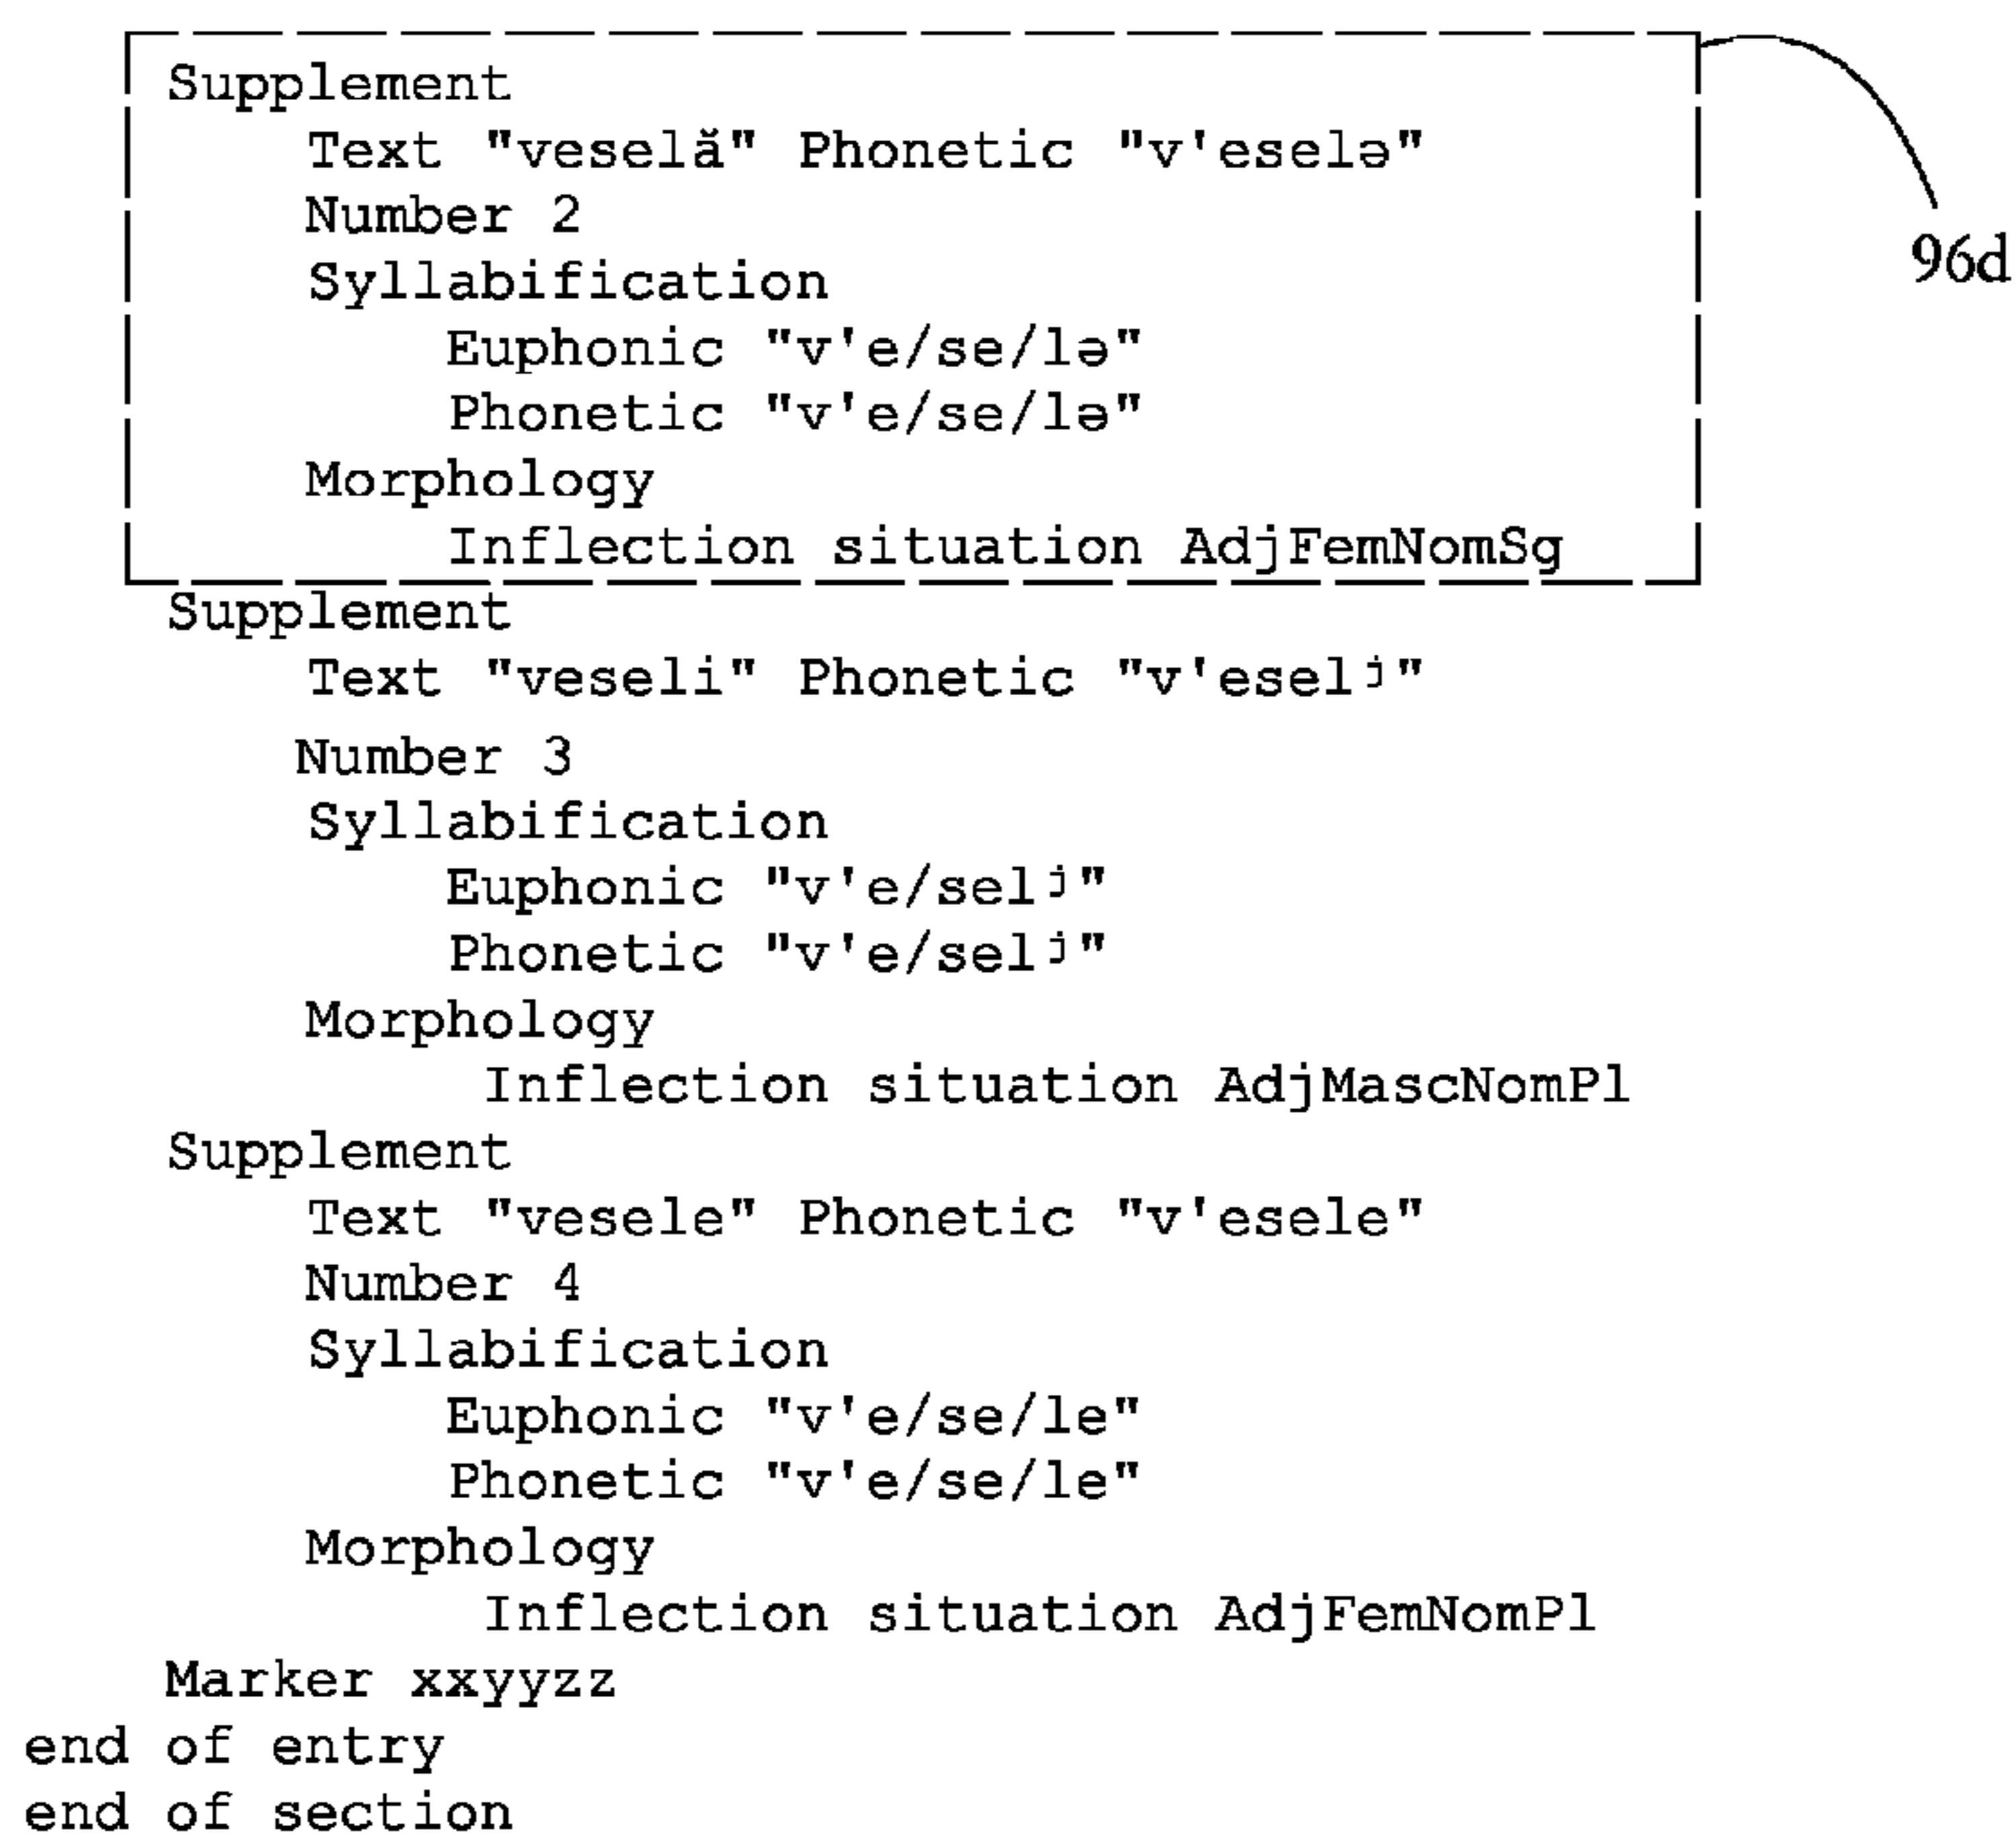 Supplement
Text "veselă" Phonetic "v'eselə"
Number 2
Syllabification
Euphonic "v'e/se/lə"
Phonetic "v'e/se/lə"
Morphology
Inflection situation AdjFemNomSg
96d
Supplement
Text "veseli" Phonetic "v'eselʲ"
Number 3
Syllabification
Euphonic "v'e/selʲ"
Phonetic "v'e/selʲ"
Morphology
Inflection situation AdjMascNomPl
Supplement
Text "vesele" Phonetic "v'esele"
Number 4
Syllabification
Euphonic "v'e/se/le"
Phonetic "v'e/se/le"
Morphology
Inflection situation AdjFemNomPl
Marker xxyyzz
end of entry
end of section